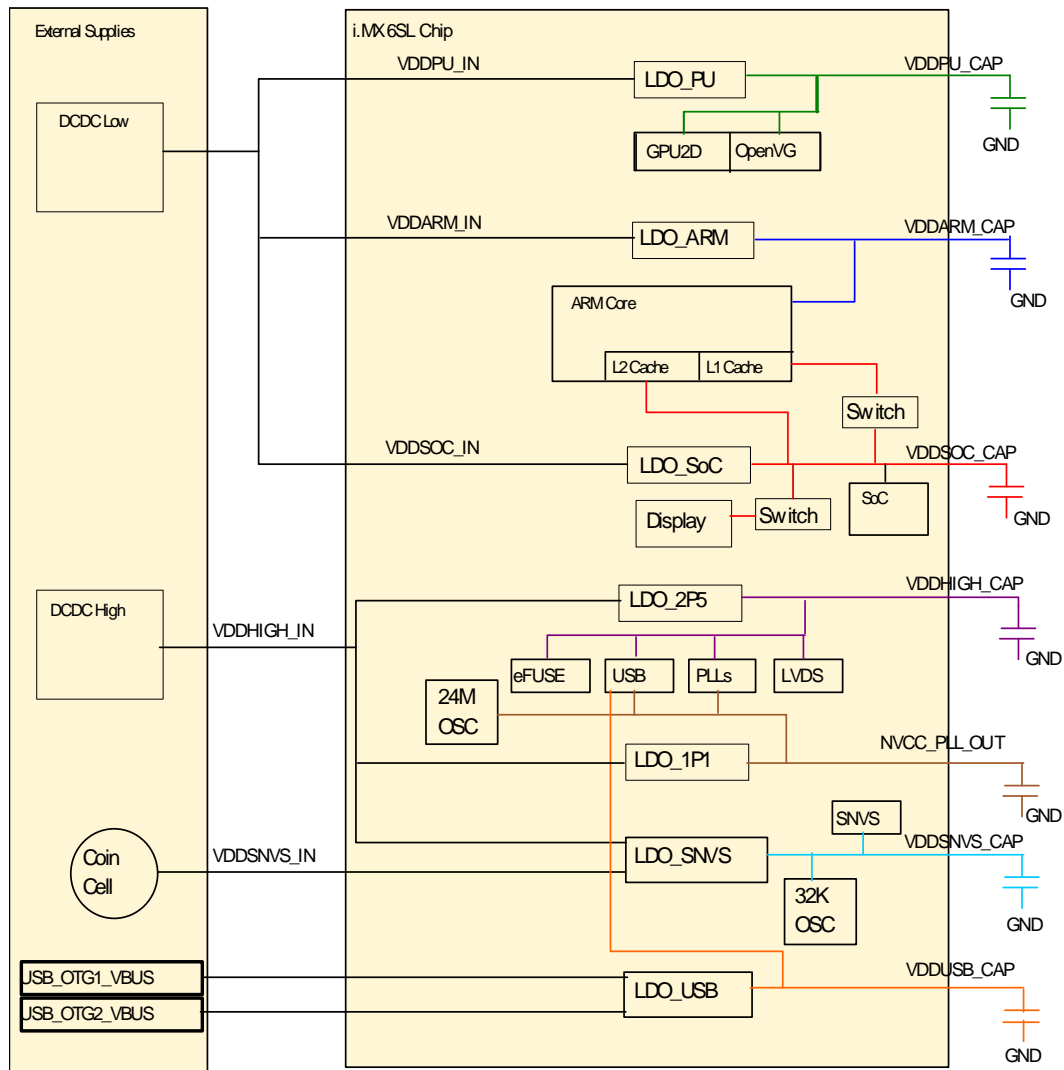 External Supplies
i.MX 6SL Chip
VDDPU_IN
LDO_PU
VDDPU_CAP
DCDC Low
GND
GPU2D
OpenVG
VDDARM_IN
LDO_ARM
VDDARM_CAP
GND
ARM Core
L2 Cache
L1 Cache
Switch
VDDSOC_IN
LDO_SoC
VDDSOC_CAP
SoC
Display
Switch
GND
DCDC High
LDO_2P5
VDDHIGH_CAP
VDDHIGH_IN
GND
eFUSE
USB
PLLs
LVDS
24M
OSC
NVCC_PLL_OUT
LDO_1P1
GND
SNVS
Coin
Cell
VDDSNVS_IN
LDO_SNVS
VDDSNVS_CAP
32K
OSC
GND
USB_OTG1_VBUS
VDDUSB_CAP
LDO_USB
USB_OTG2_VBUS
GND